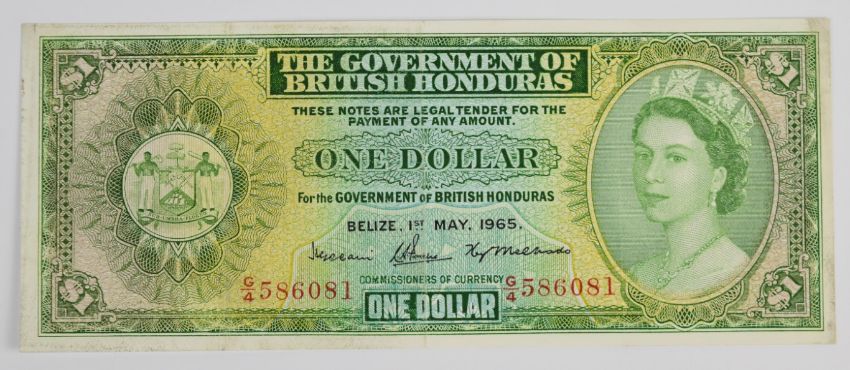 THE GOVERNMENT OF
BRITISH HONDURAS
THESE NOTES ARE LEGAL TENDER FOR THE
PAYMENT OF ANY AMOUNT.
ONE DOLLAR
For the GOVERNMENT OF BRITISH HONDURAS
BELIZE, 1ST MAY, 1965.
COMMISSIONERS OF CURRENCY
G/4 586081 G/4 586081
ONE DOLLAR
1 1
1 1